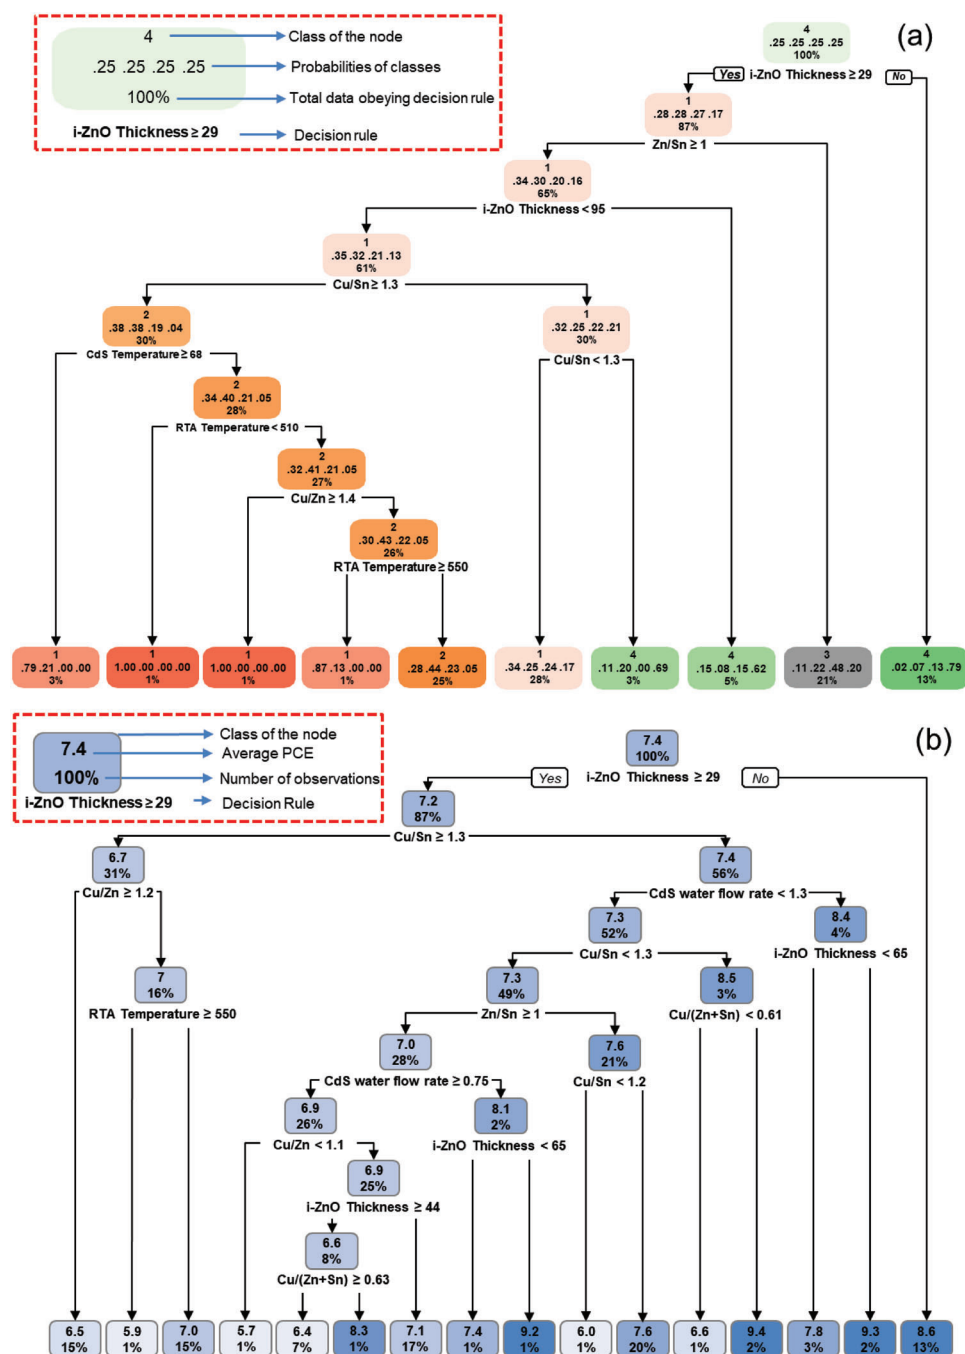 (a)
4
Class of the node
.25 .25 .25 .25
Probabilities of classes
100%
Total data obeying decision rule
i-ZnO Thickness ≥ 29
Decision rule
4
.25 .25 .25 .25
100%
Yes
i-ZnO Thickness ≥ 29
No
1
.28 .28 .27 .17
87%
Zn/Sn ≥ 1
1
.34 .30 .20 .16
65%
i-ZnO Thickness < 95
1
.35 .32 .21 .13
61%
Cu/Sn ≥ 1.3
2
.38 .38 .19 .04
30%
CdS Temperature ≥ 68
1
.32 .25 .22 .21
30%
Cu/Sn < 1.3
2
.34 .40 .21 .05
28%
RTA Temperature < 510
2
.32 .41 .21 .05
27%
Cu/Zn ≥ 1.4
2
.30 .43 .22 .05
26%
RTA Temperature ≥ 550
1
.79 .21 .00 .00
3%
1
1.00 .00 .00 .00
1%
1
1.00 .00 .00 .00
1%
1
.87 .13 .00 .00
1%
2
.28 .44 .23 .05
25%
1
.34 .25 .24 .17
28%
4
.11 .20 .00 .69
3%
4
.15 .08 .15 .62
5%
3
.11 .22 .48 .20
21%
4
.02 .07 .13 .79
13%
(b)
Class of the node
7.4
Average PCE
100%
Number of observations
i-ZnO Thickness ≥ 29
Decision Rule
7.4
100%
Yes
i-ZnO Thickness ≥ 29
No
7.2
87%
Cu/Sn ≥ 1.3
6.7
31%
Cu/Zn ≥ 1.2
7.4
56%
CdS water flow rate < 1.3
7.3
52%
Cu/Sn < 1.3
8.4
4%
i-ZnO Thickness < 65
7
16%
RTA Temperature ≥ 550
7.3
49%
Zn/Sn ≥ 1
8.5
3%
Cu/(Zn+Sn) < 0.61
7.0
28%
CdS water flow rate ≥ 0.75
7.6
21%
Cu/Sn < 1.2
6.9
26%
Cu/Zn < 1.1
8.1
2%
i-ZnO Thickness < 65
6.9
25%
i-ZnO Thickness ≥ 44
6.6
8%
Cu/(Zn+Sn) ≥ 0.63
6.5
15%
5.9
1%
7.0
15%
5.7
1%
6.4
7%
8.3
1%
7.1
17%
7.4
1%
9.2
1%
6.0
1%
7.6
20%
6.6
1%
9.4
2%
7.8
3%
9.3
2%
8.6
13%